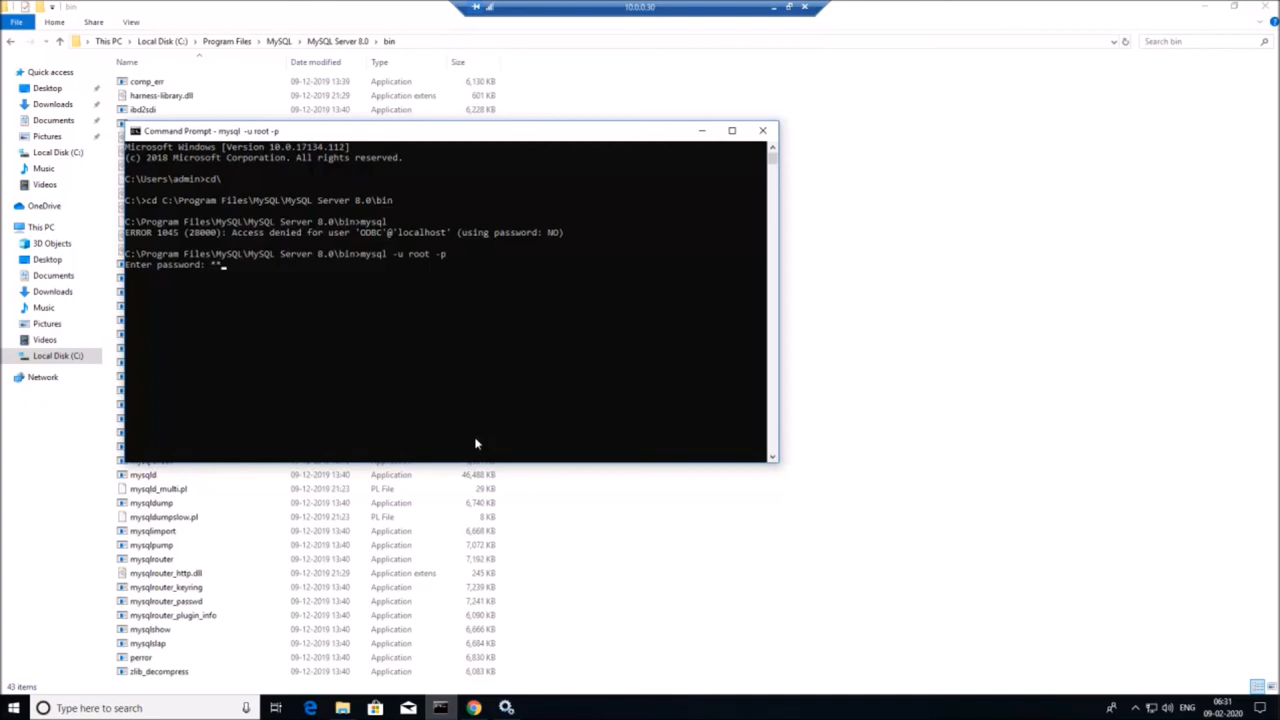 bin
10.0.0.30
File
Home
Share
View
This PC
Local Disk (C:)
Program Files
MySQL
MySQL Server 8.0
bin
Search bin
Name
Date modified
Type
Size
Quick access
Desktop
Downloads
Documents
Pictures
Local Disk (C:)
Music
Videos
OneDrive
This PC
3D Objects
Desktop
Documents
Downloads
Music
Pictures
Videos
Local Disk (C:)
Network
comp_err 09-12-2019 13:39 Application 6,130 KB
harness-library.dll 09-12-2019 21:29 Application extens 601 KB
ibd2sdi 09-12-2019 13:40 Application 6,228 KB
Command Prompt - mysql -u root -p
Microsoft Windows [Version 10.0.17134.112]
(c) 2018 Microsoft Corporation. All rights reserved.
C:\Users\admin>cd\
C:\>cd C:\Program Files\MySQL\MySQL Server 8.0\bin
C:\Program Files\MySQL\MySQL Server 8.0\bin>mysql
ERROR 1045 (28000): Access denied for user 'ODBC'@'localhost' (using password: NO)
C:\Program Files\MySQL\MySQL Server 8.0\bin>mysql -u root -p
Enter password: **
mysqld 09-12-2019 13:40 Application 46,488 KB
mysqld_multi.pl 09-12-2019 21:23 PL File 29 KB
mysqldump 09-12-2019 13:40 Application 6,740 KB
mysqldumpslow.pl 09-12-2019 21:23 PL File 8 KB
mysqlimport 09-12-2019 13:40 Application 6,668 KB
mysqlpump 09-12-2019 13:40 Application 7,072 KB
mysqlrouter 09-12-2019 13:40 Application 7,192 KB
mysqlrouter_http.dll 09-12-2019 21:29 Application extens 245 KB
mysqlrouter_keyring 09-12-2019 13:40 Application 7,239 KB
mysqlrouter_passwd 09-12-2019 13:40 Application 7,241 KB
mysqlrouter_plugin_info 09-12-2019 13:40 Application 6,090 KB
mysqlshow 09-12-2019 13:40 Application 6,666 KB
mysqlslap 09-12-2019 13:40 Application 6,684 KB
perror 09-12-2019 13:40 Application 6,830 KB
zlib_decompress 09-12-2019 13:40 Application 6,083 KB
43 items
Type here to search
ENG
06:31
09-02-2020